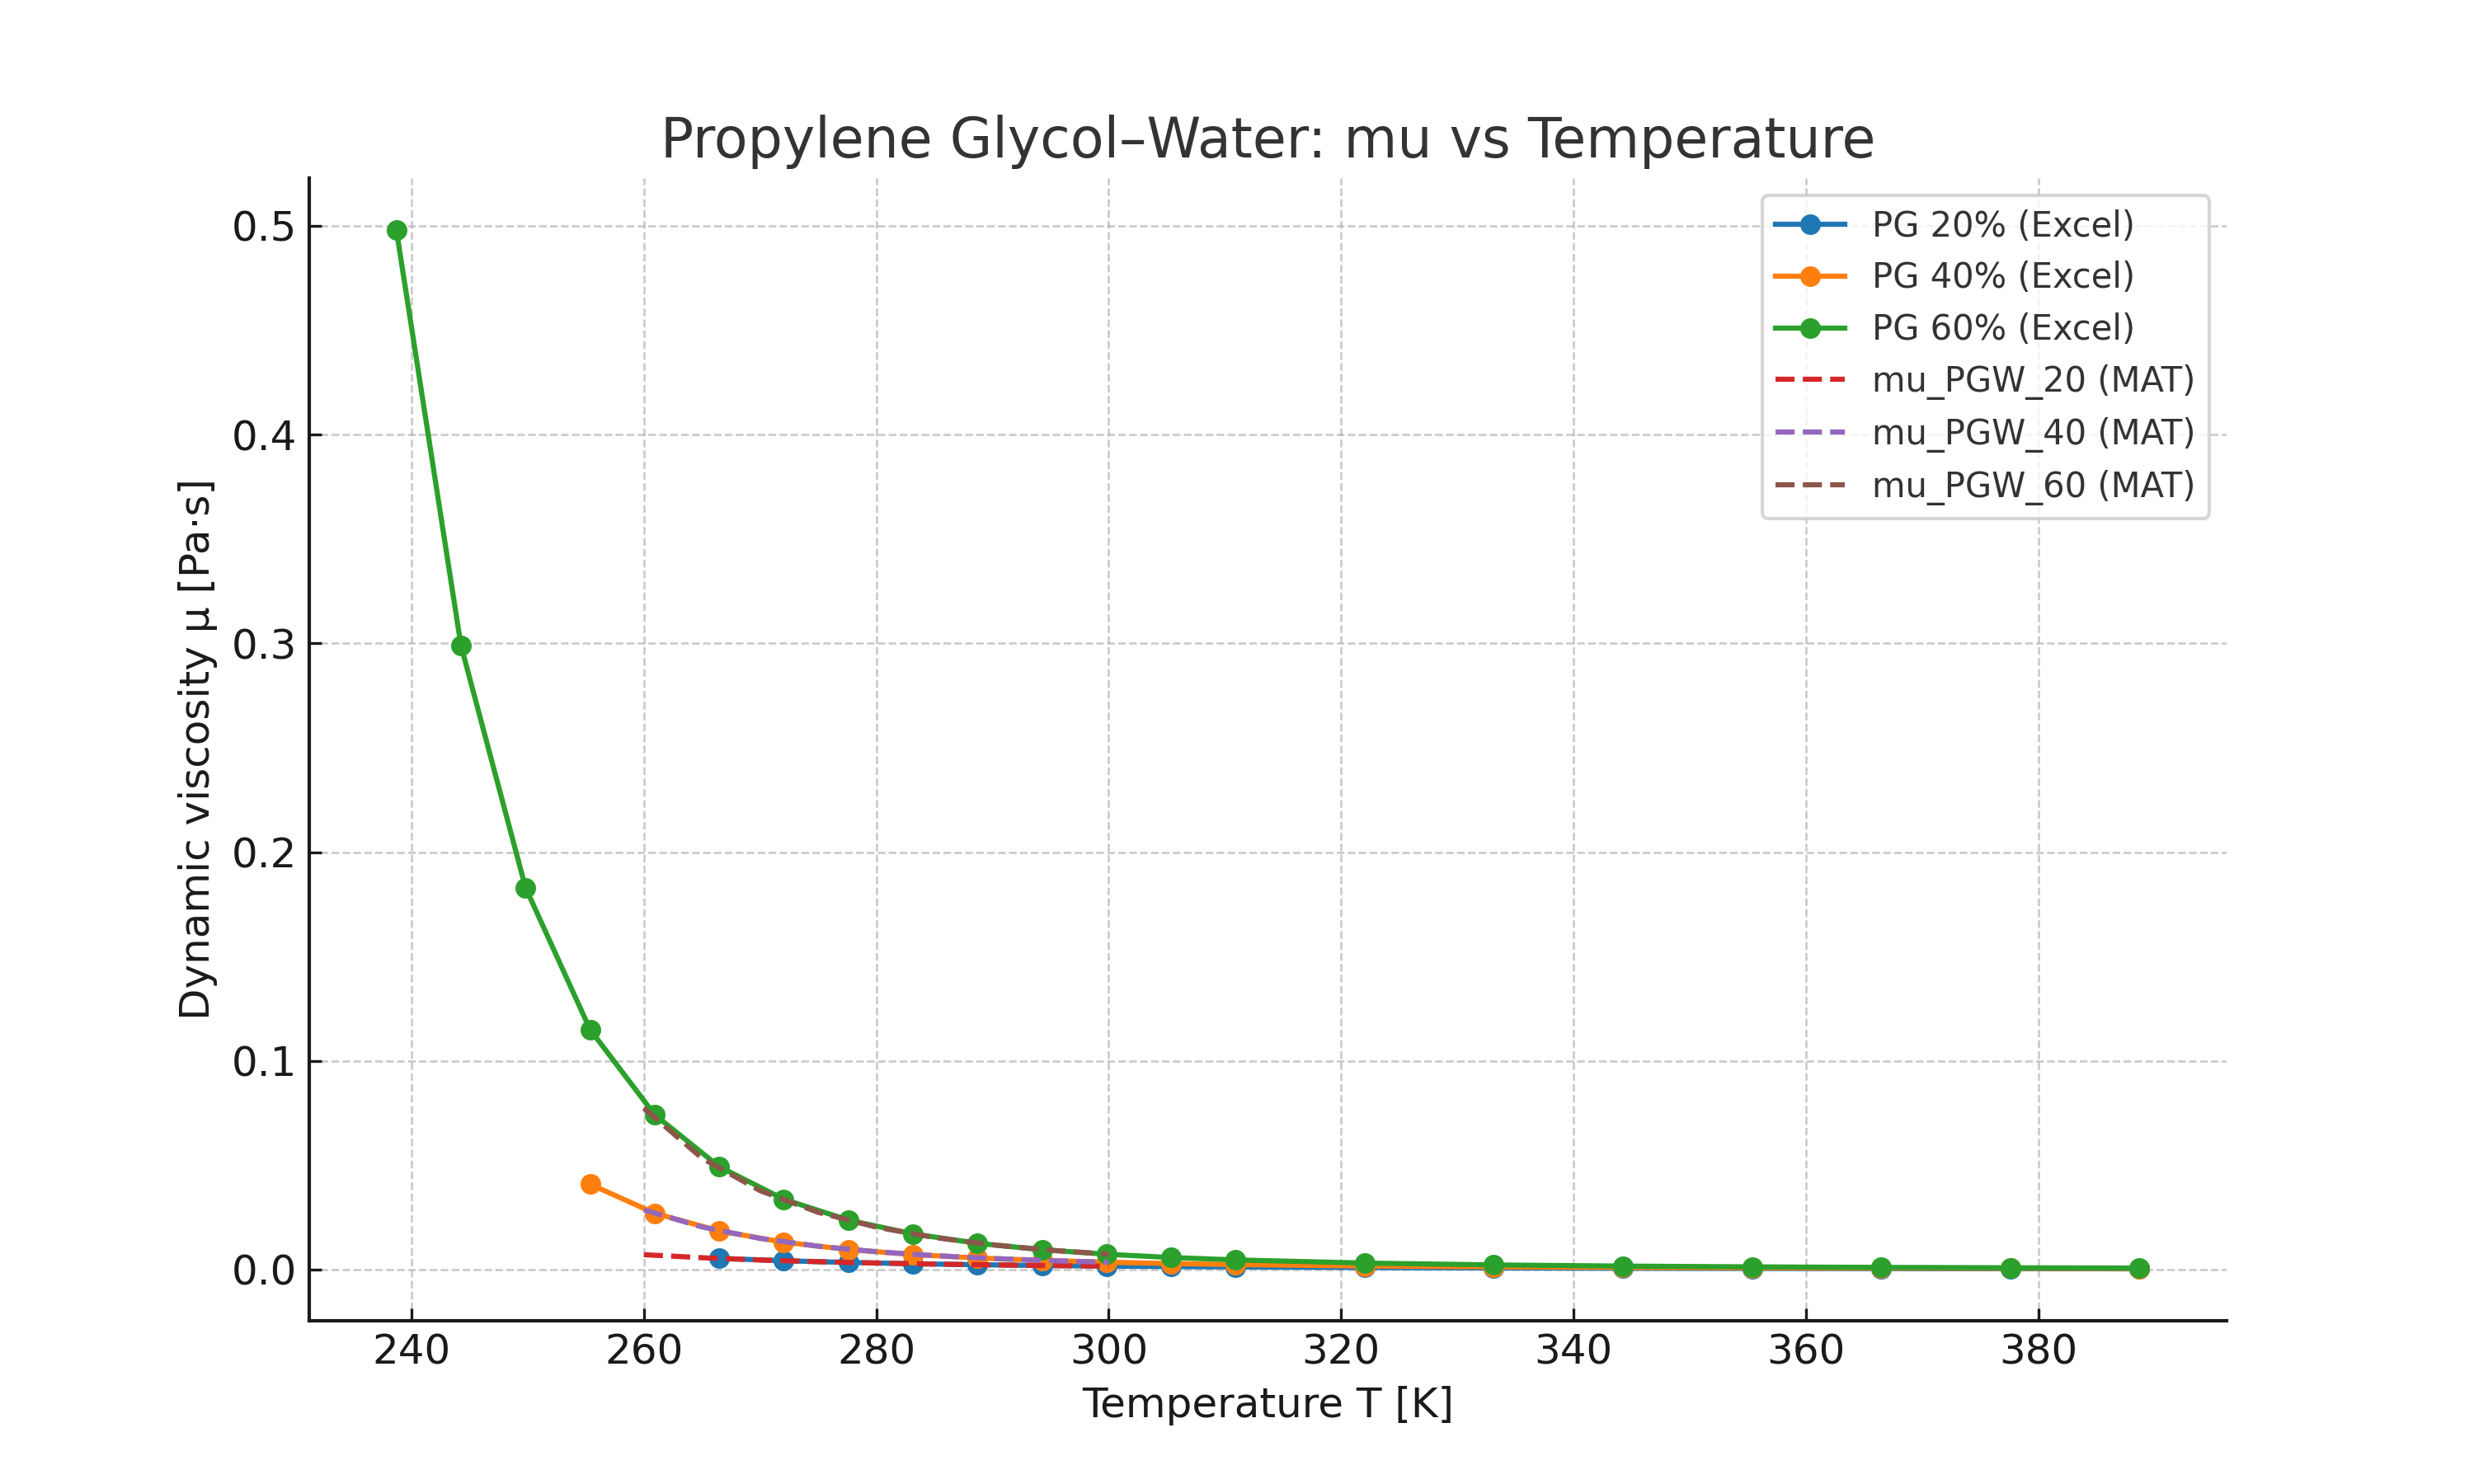 Propylene Glycol–Water: mu vs Temperature
Dynamic viscosity μ [Pa·s]
0.5
0.4
0.3
0.2
0.1
0.0
240 260 280 300 320 340 360 380
Temperature T [K]
PG 20% (Excel)
PG 40% (Excel)
PG 60% (Excel)
mu_PGW_20 (MAT)
mu_PGW_40 (MAT)
mu_PGW_60 (MAT)